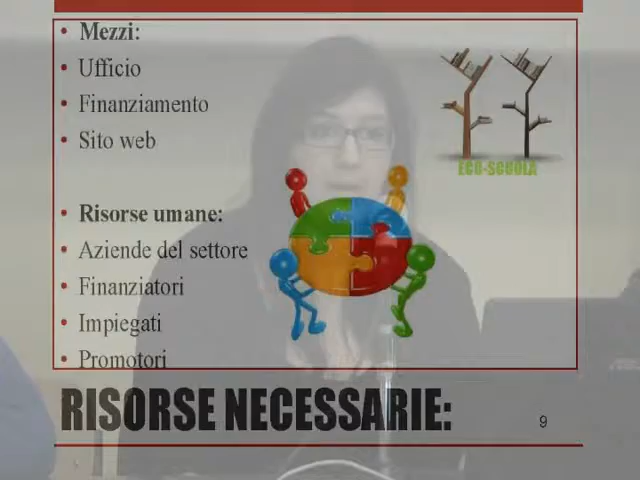 • Mezzi:
• Ufficio
• Finanziamento
• Sito web
ECO-SCUOLA
• Risorse umane:
• Aziende del settore
• Finanziatori
• Impiegati
• Promotori
RISORSE NECESSARIE:
9